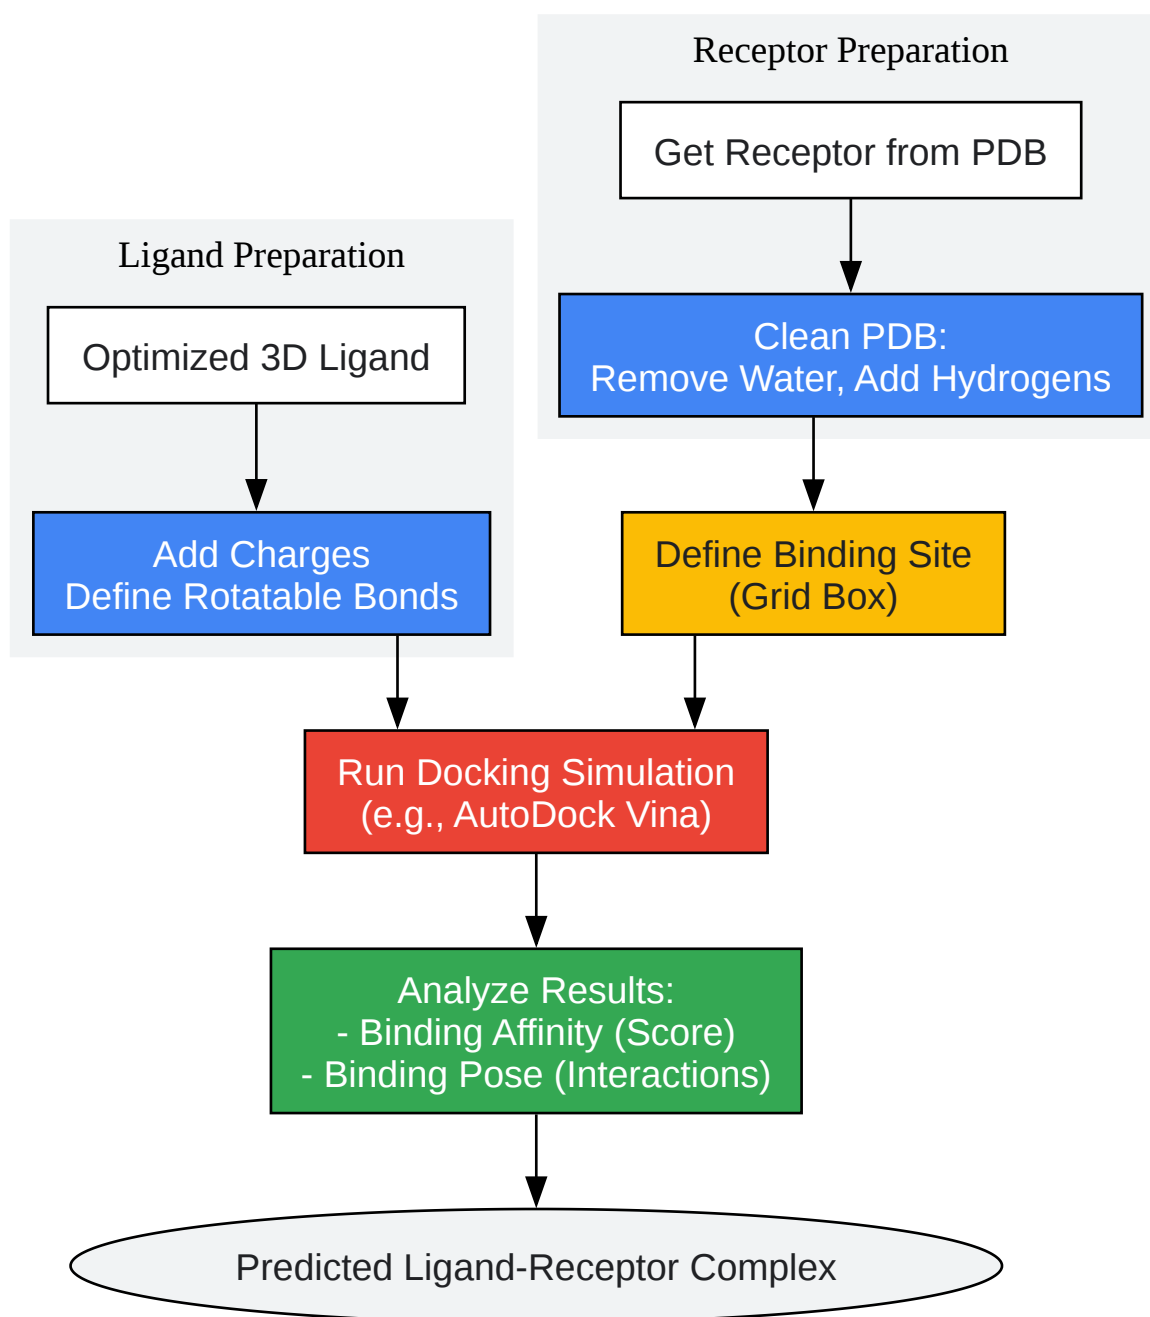 Receptor Preparation
Get Receptor from PDB
Clean PDB:
Remove Water, Add Hydrogens
Ligand Preparation
Optimized 3D Ligand
Add Charges
Define Rotatable Bonds
Define Binding Site
(Grid Box)
Run Docking Simulation
(e.g., AutoDock Vina)
Analyze Results:
- Binding Affinity (Score)
- Binding Pose (Interactions)
Predicted Ligand-Receptor Complex